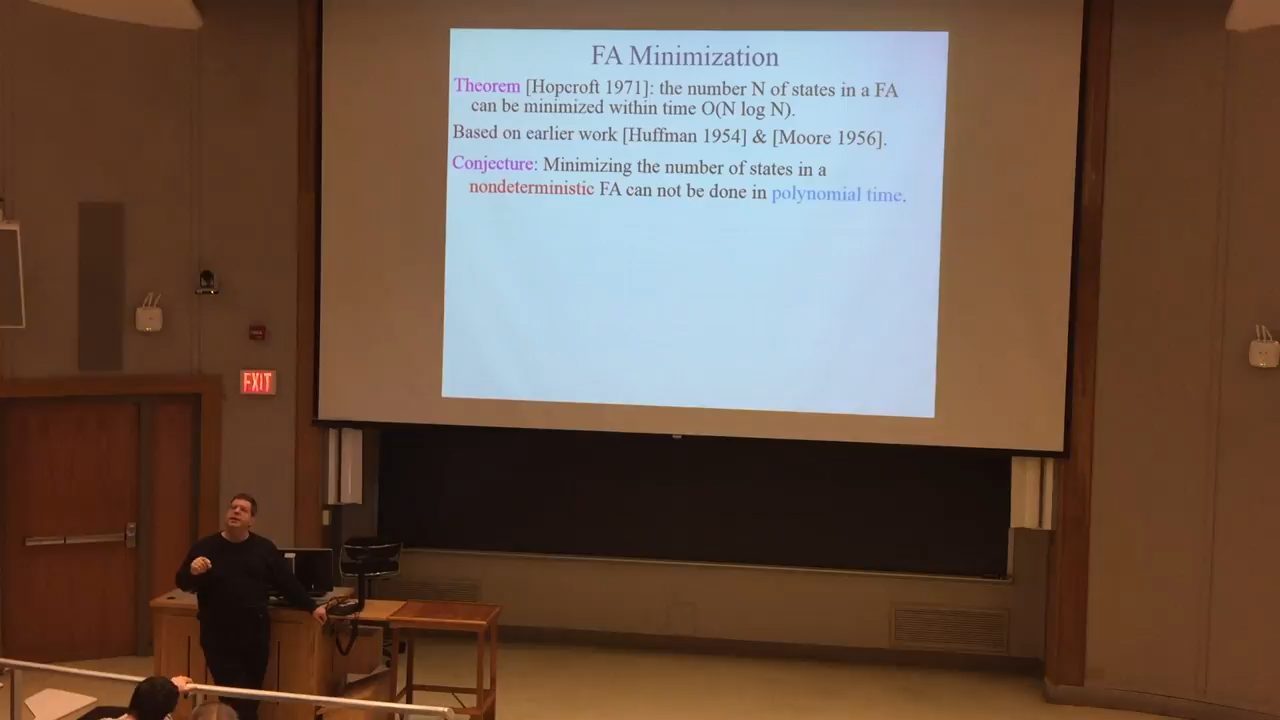 FA Minimization
Theorem [Hopcroft 1971]: the number N of states in a FA
can be minimized within time O(N log N).
Based on earlier work [Huffman 1954] & [Moore 1956].
Conjecture: Minimizing the number of states in a
nondeterministic FA can not be done in polynomial time.
EXIT